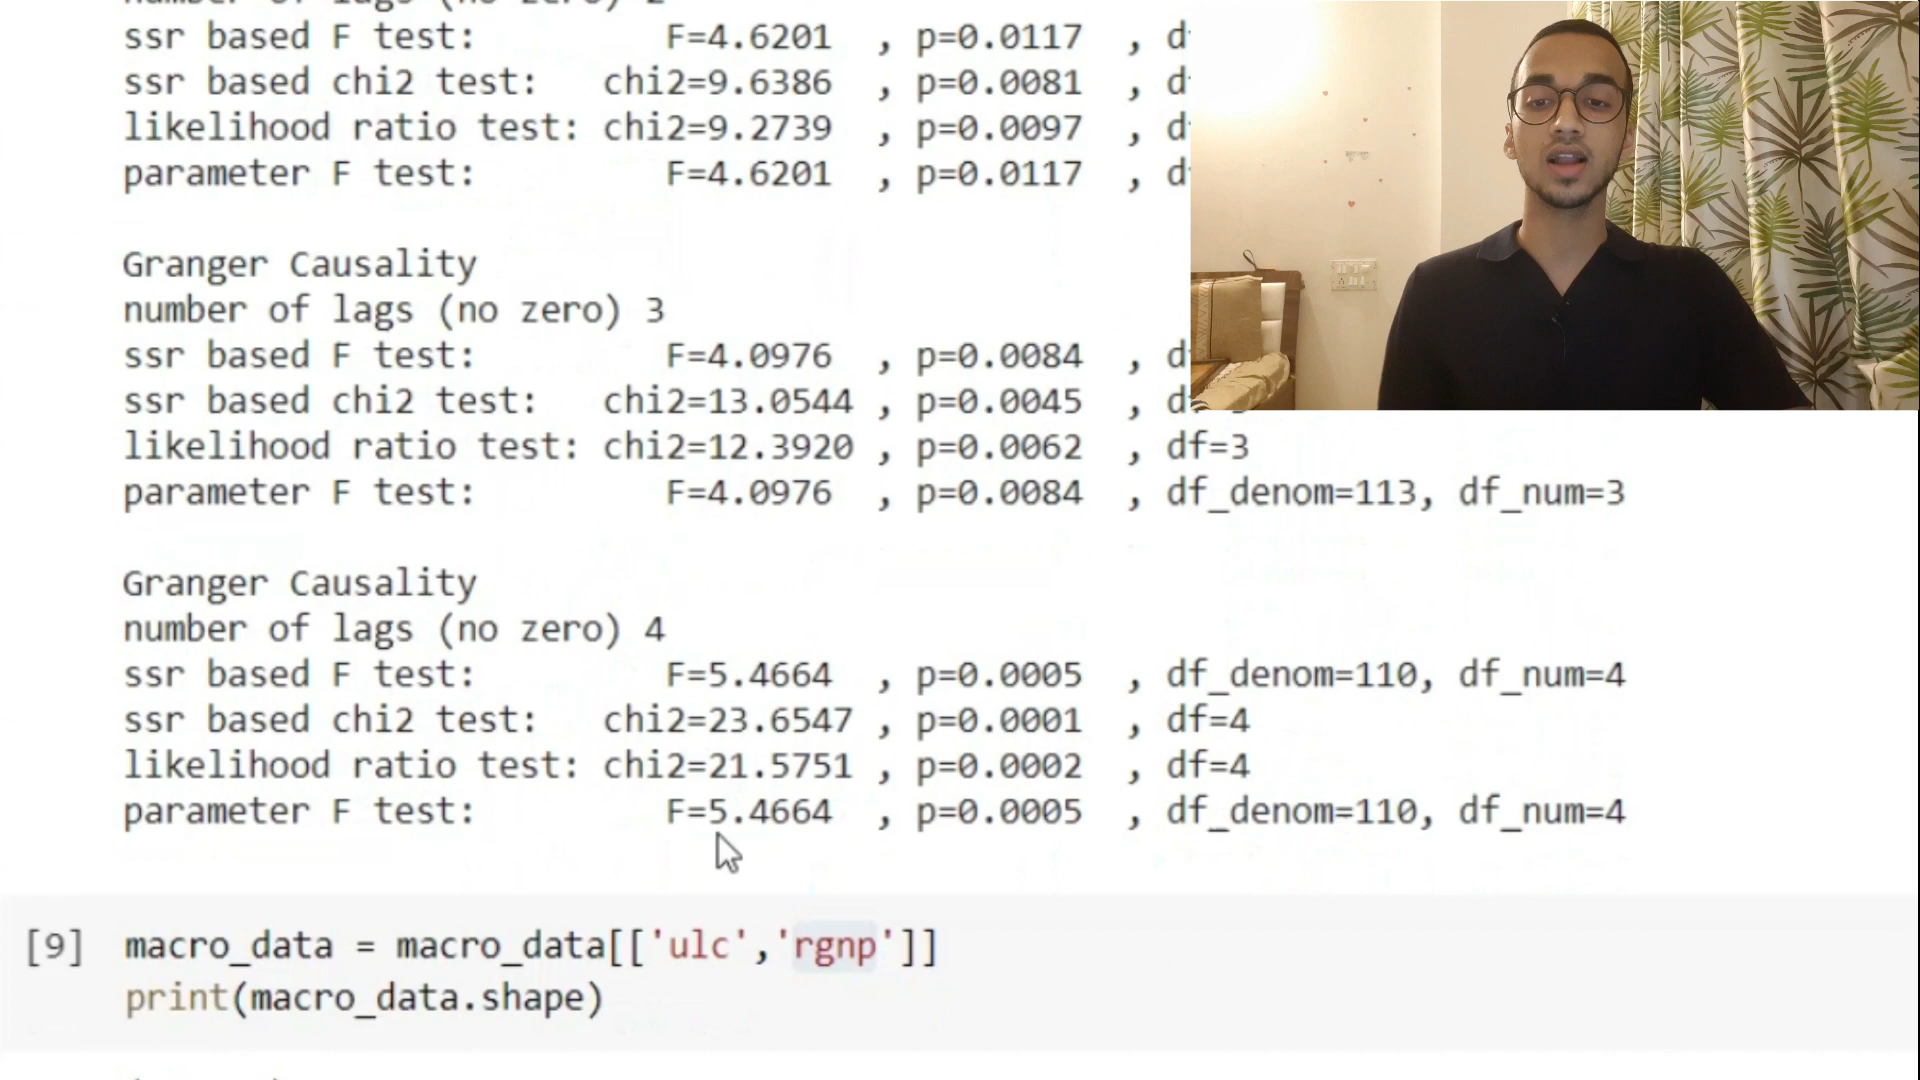 number of lags (no zero) 2
ssr based F test: F=4.6201 , p=0.0117 , d
ssr based chi2 test: chi2=9.6386 , p=0.0081 , d
likelihood ratio test: chi2=9.2739 , p=0.0097 , d
parameter F test: F=4.6201 , p=0.0117 , d
Granger Causality
number of lags (no zero) 3
ssr based F test: F=4.0976 , p=0.0084 , d
ssr based chi2 test: chi2=13.0544 , p=0.0045 , d
likelihood ratio test: chi2=12.3920 , p=0.0062 , df=3
parameter F test: F=4.0976 , p=0.0084 , df_denom=113, df_num=3
Granger Causality
number of lags (no zero) 4
ssr based F test: F=5.4664 , p=0.0005 , df_denom=110, df_num=4
ssr based chi2 test: chi2=23.6547 , p=0.0001 , df=4
likelihood ratio test: chi2=21.5751 , p=0.0002 , df=4
parameter F test: F=5.4664 , p=0.0005 , df_denom=110, df_num=4
[9] macro_data = macro_data[['ulc','rgnp']]
print(macro_data.shape)